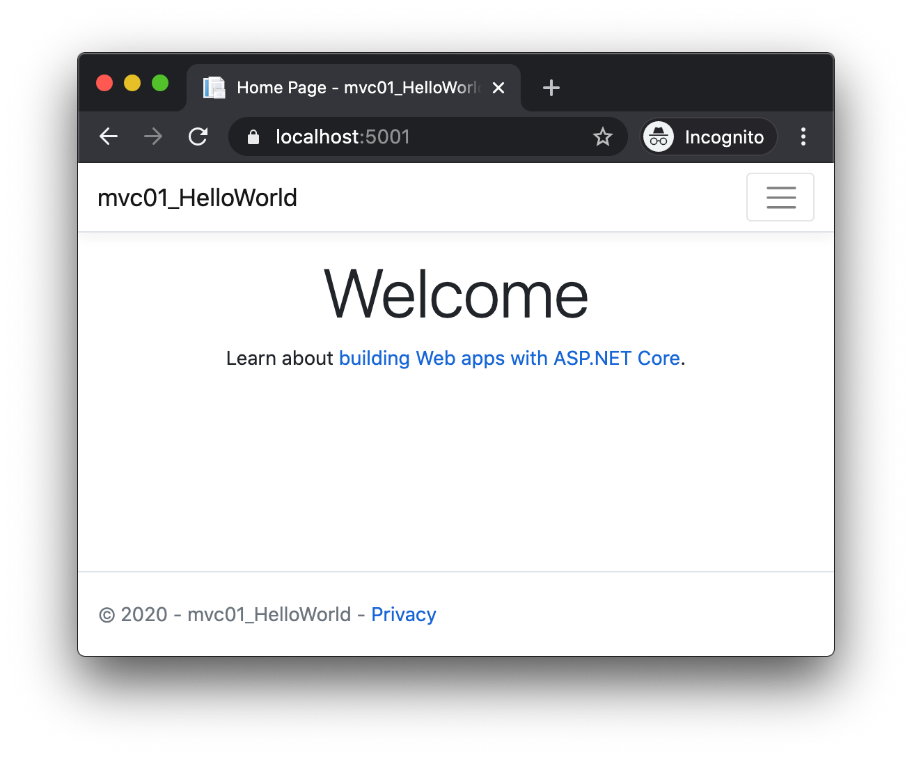 Home Page - mvc01_HelloWorl
localhost:5001
Incognito
mvc01_HelloWorld
Welcome
Learn about building Web apps with ASP.NET Core.
© 2020 - mvc01_HelloWorld - Privacy